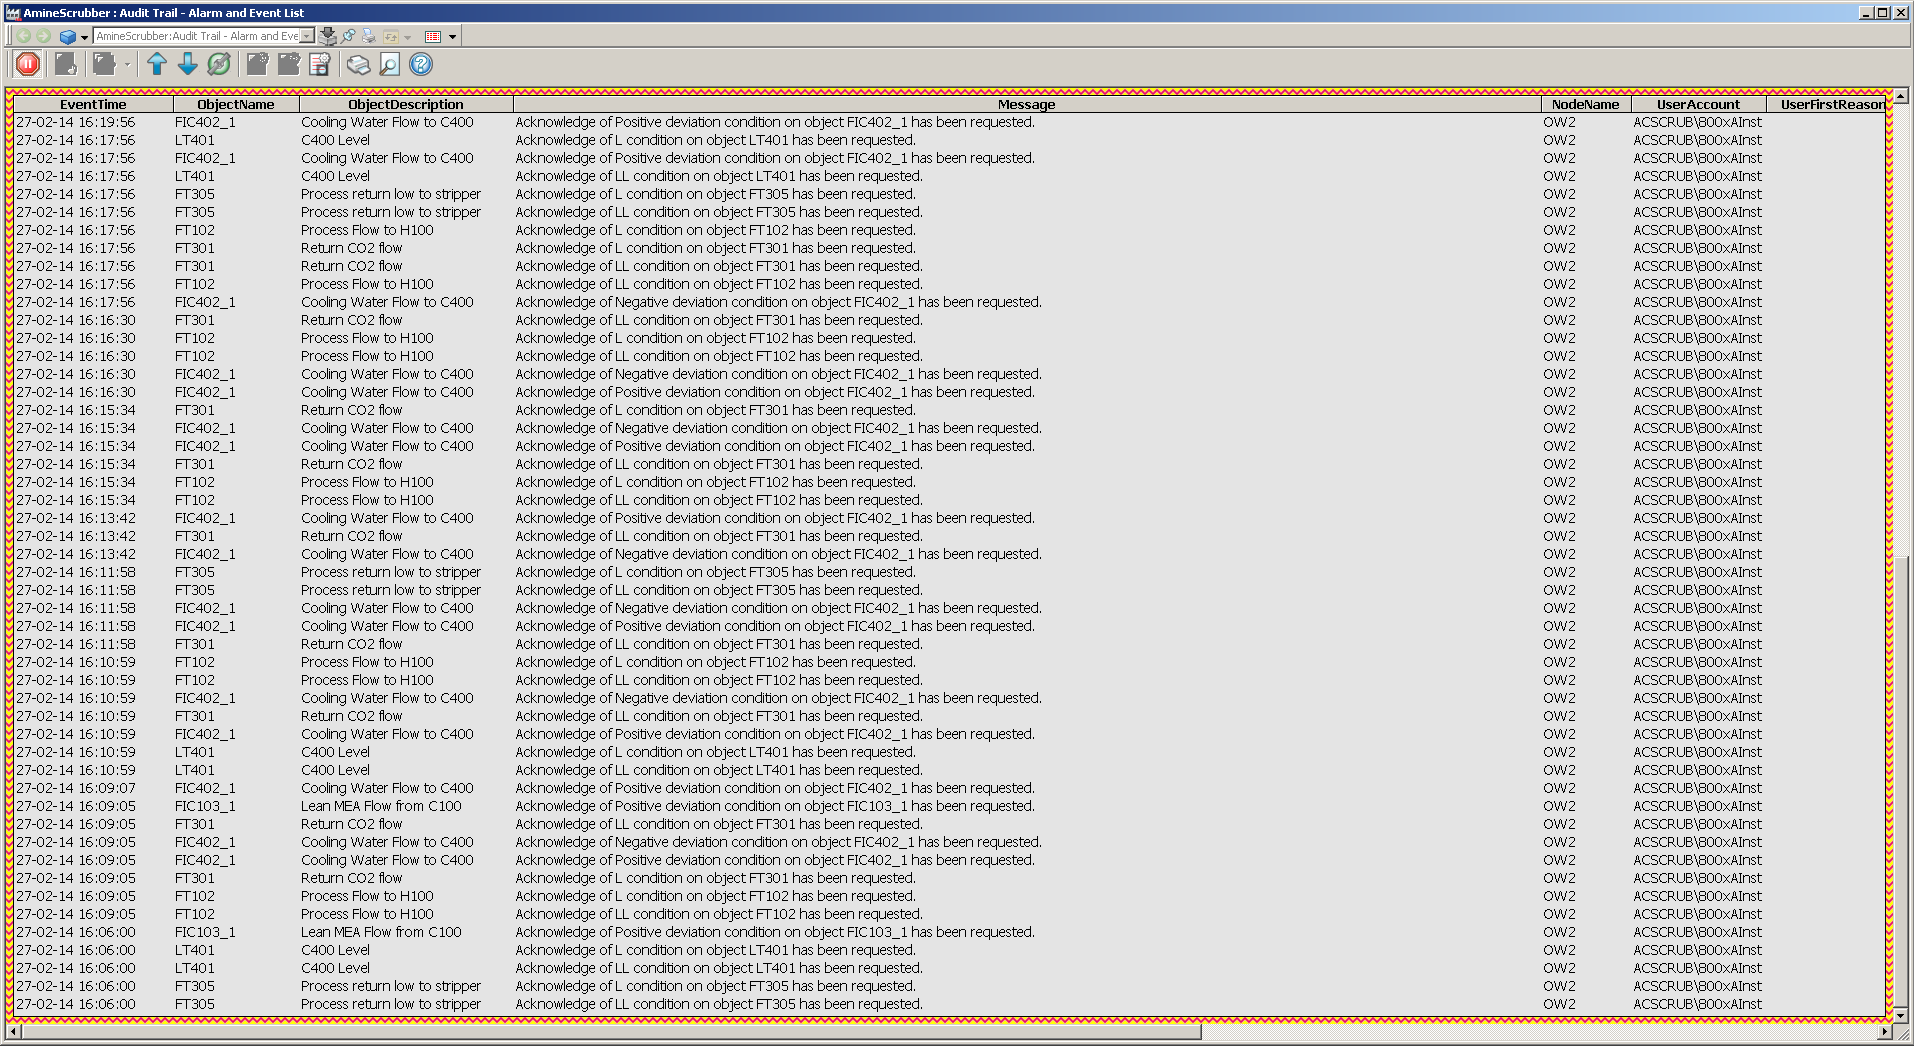 AmineScrubber : Audit Trail - Alarm and Event List
AmineScrubber:Audit Trail - Alarm and Eve
EventTime ObjectName ObjectDescription Message NodeName UserAccount UserFirstReason
27-02-14 16:19:56 FIC402_1 Cooling Water Flow to C400 Acknowledge of Positive deviation condition on object FIC402_1 has been requested. OW2 ACSCRUB\800xAInst
27-02-14 16:17:56 LT401 C400 Level Acknowledge of L condition on object LT401 has been requested. OW2 ACSCRUB\800xAInst
27-02-14 16:17:56 FIC402_1 Cooling Water Flow to C400 Acknowledge of Positive deviation condition on object FIC402_1 has been requested. OW2 ACSCRUB\800xAInst
27-02-14 16:17:56 LT401 C400 Level Acknowledge of LL condition on object LT401 has been requested. OW2 ACSCRUB\800xAInst
27-02-14 16:17:56 FT305 Process return low to stripper Acknowledge of L condition on object FT305 has been requested. OW2 ACSCRUB\800xAInst
27-02-14 16:17:56 FT305 Process return low to stripper Acknowledge of LL condition on object FT305 has been requested. OW2 ACSCRUB\800xAInst
27-02-14 16:17:56 FT102 Process Flow to H100 Acknowledge of L condition on object FT102 has been requested. OW2 ACSCRUB\800xAInst
27-02-14 16:17:56 FT301 Return CO2 flow Acknowledge of L condition on object FT301 has been requested. OW2 ACSCRUB\800xAInst
27-02-14 16:17:56 FT301 Return CO2 flow Acknowledge of LL condition on object FT301 has been requested. OW2 ACSCRUB\800xAInst
27-02-14 16:17:56 FT102 Process Flow to H100 Acknowledge of LL condition on object FT102 has been requested. OW2 ACSCRUB\800xAInst
27-02-14 16:17:56 FIC402_1 Cooling Water Flow to C400 Acknowledge of Negative deviation condition on object FIC402_1 has been requested. OW2 ACSCRUB\800xAInst
27-02-14 16:16:30 FT301 Return CO2 flow Acknowledge of LL condition on object FT301 has been requested. OW2 ACSCRUB\800xAInst
27-02-14 16:16:30 FT102 Process Flow to H100 Acknowledge of L condition on object FT102 has been requested. OW2 ACSCRUB\800xAInst
27-02-14 16:16:30 FT102 Process Flow to H100 Acknowledge of LL condition on object FT102 has been requested. OW2 ACSCRUB\800xAInst
27-02-14 16:16:30 FIC402_1 Cooling Water Flow to C400 Acknowledge of Negative deviation condition on object FIC402_1 has been requested. OW2 ACSCRUB\800xAInst
27-02-14 16:16:30 FIC402_1 Cooling Water Flow to C400 Acknowledge of Positive deviation condition on object FIC402_1 has been requested. OW2 ACSCRUB\800xAInst
27-02-14 16:15:34 FT301 Return CO2 flow Acknowledge of L condition on object FT301 has been requested. OW2 ACSCRUB\800xAInst
27-02-14 16:15:34 FIC402_1 Cooling Water Flow to C400 Acknowledge of Negative deviation condition on object FIC402_1 has been requested. OW2 ACSCRUB\800xAInst
27-02-14 16:15:34 FIC402_1 Cooling Water Flow to C400 Acknowledge of Positive deviation condition on object FIC402_1 has been requested. OW2 ACSCRUB\800xAInst
27-02-14 16:15:34 FT301 Return CO2 flow Acknowledge of LL condition on object FT301 has been requested. OW2 ACSCRUB\800xAInst
27-02-14 16:15:34 FT102 Process Flow to H100 Acknowledge of L condition on object FT102 has been requested. OW2 ACSCRUB\800xAInst
27-02-14 16:15:34 FT102 Process Flow to H100 Acknowledge of LL condition on object FT102 has been requested. OW2 ACSCRUB\800xAInst
27-02-14 16:13:42 FIC402_1 Cooling Water Flow to C400 Acknowledge of Positive deviation condition on object FIC402_1 has been requested. OW2 ACSCRUB\800xAInst
27-02-14 16:13:42 FT301 Return CO2 flow Acknowledge of LL condition on object FT301 has been requested. OW2 ACSCRUB\800xAInst
27-02-14 16:13:42 FIC402_1 Cooling Water Flow to C400 Acknowledge of Negative deviation condition on object FIC402_1 has been requested. OW2 ACSCRUB\800xAInst
27-02-14 16:11:58 FT305 Process return low to stripper Acknowledge of L condition on object FT305 has been requested. OW2 ACSCRUB\800xAInst
27-02-14 16:11:58 FT305 Process return low to stripper Acknowledge of LL condition on object FT305 has been requested. OW2 ACSCRUB\800xAInst
27-02-14 16:11:58 FIC402_1 Cooling Water Flow to C400 Acknowledge of Negative deviation condition on object FIC402_1 has been requested. OW2 ACSCRUB\800xAInst
27-02-14 16:11:58 FIC402_1 Cooling Water Flow to C400 Acknowledge of Positive deviation condition on object FIC402_1 has been requested. OW2 ACSCRUB\800xAInst
27-02-14 16:11:58 FT301 Return CO2 flow Acknowledge of LL condition on object FT301 has been requested. OW2 ACSCRUB\800xAInst
27-02-14 16:10:59 FT102 Process Flow to H100 Acknowledge of L condition on object FT102 has been requested. OW2 ACSCRUB\800xAInst
27-02-14 16:10:59 FT102 Process Flow to H100 Acknowledge of LL condition on object FT102 has been requested. OW2 ACSCRUB\800xAInst
27-02-14 16:10:59 FIC402_1 Cooling Water Flow to C400 Acknowledge of Negative deviation condition on object FIC402_1 has been requested. OW2 ACSCRUB\800xAInst
27-02-14 16:10:59 FT301 Return CO2 flow Acknowledge of LL condition on object FT301 has been requested. OW2 ACSCRUB\800xAInst
27-02-14 16:10:59 FIC402_1 Cooling Water Flow to C400 Acknowledge of Positive deviation condition on object FIC402_1 has been requested. OW2 ACSCRUB\800xAInst
27-02-14 16:10:59 LT401 C400 Level Acknowledge of L condition on object LT401 has been requested. OW2 ACSCRUB\800xAInst
27-02-14 16:10:59 LT401 C400 Level Acknowledge of LL condition on object LT401 has been requested. OW2 ACSCRUB\800xAInst
27-02-14 16:09:07 FIC402_1 Cooling Water Flow to C400 Acknowledge of Positive deviation condition on object FIC402_1 has been requested. OW2 ACSCRUB\800xAInst
27-02-14 16:09:05 FIC103_1 Lean MEA Flow from C100 Acknowledge of Positive deviation condition on object FIC103_1 has been requested. OW2 ACSCRUB\800xAInst
27-02-14 16:09:05 FT301 Return CO2 flow Acknowledge of LL condition on object FT301 has been requested. OW2 ACSCRUB\800xAInst
27-02-14 16:09:05 FIC402_1 Cooling Water Flow to C400 Acknowledge of Negative deviation condition on object FIC402_1 has been requested. OW2 ACSCRUB\800xAInst
27-02-14 16:09:05 FIC402_1 Cooling Water Flow to C400 Acknowledge of Positive deviation condition on object FIC402_1 has been requested. OW2 ACSCRUB\800xAInst
27-02-14 16:09:05 FT301 Return CO2 flow Acknowledge of L condition on object FT301 has been requested. OW2 ACSCRUB\800xAInst
27-02-14 16:09:05 FT102 Process Flow to H100 Acknowledge of L condition on object FT102 has been requested. OW2 ACSCRUB\800xAInst
27-02-14 16:09:05 FT102 Process Flow to H100 Acknowledge of LL condition on object FT102 has been requested. OW2 ACSCRUB\800xAInst
27-02-14 16:06:00 FIC103_1 Lean MEA Flow from C100 Acknowledge of Positive deviation condition on object FIC103_1 has been requested. OW2 ACSCRUB\800xAInst
27-02-14 16:06:00 LT401 C400 Level Acknowledge of L condition on object LT401 has been requested. OW2 ACSCRUB\800xAInst
27-02-14 16:06:00 LT401 C400 Level Acknowledge of LL condition on object LT401 has been requested. OW2 ACSCRUB\800xAInst
27-02-14 16:06:00 FT305 Process return low to stripper Acknowledge of L condition on object FT305 has been requested. OW2 ACSCRUB\800xAInst
27-02-14 16:06:00 FT305 Process return low to stripper Acknowledge of LL condition on object FT305 has been requested. OW2 ACSCRUB\800xAInst